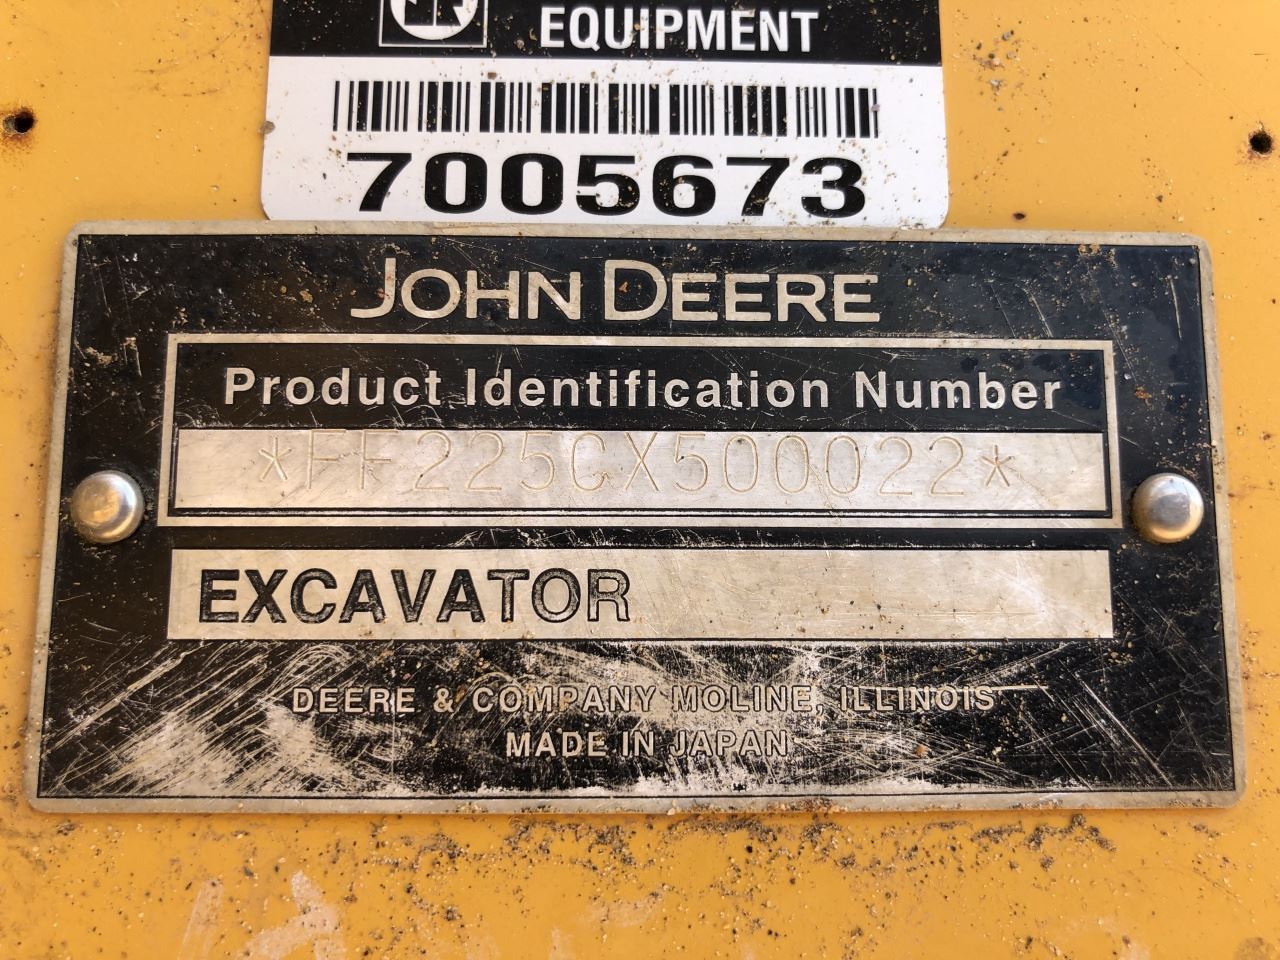 EQUIPMENT
7005673
JOHN DEERE
Product Identification Number
*FF225CX500022*
EXCAVATOR
DEERE & COMPANY MOLINE, ILLINOIS
MADE IN JAPAN